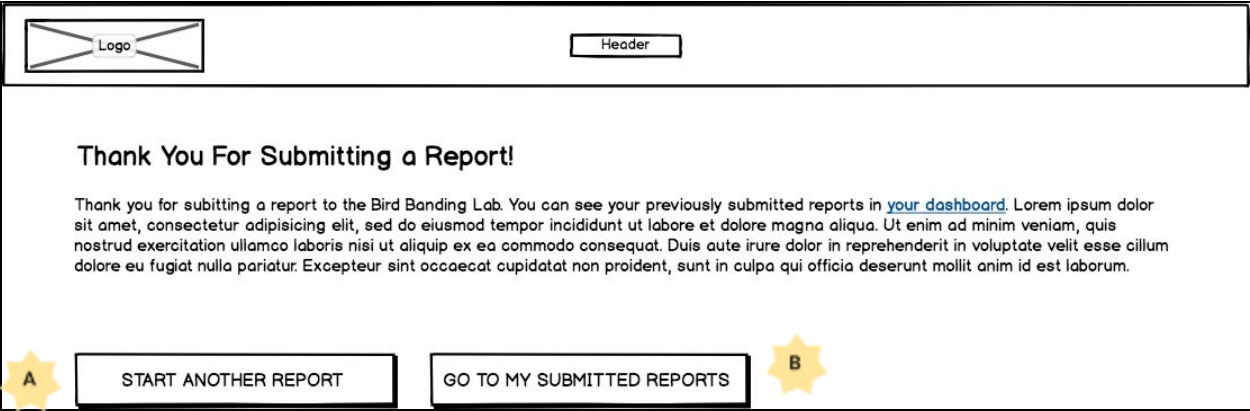 Logo
Header
Thank You For Submitting a Report!
Thank you for subitting a report to the Bird Banding Lab. You can see your previously submitted reports in your dashboard. Lorem ipsum dolor
sit amet, consectetur adipisicing elit, sed do eiusmod tempor incididunt ut labore et dolore magna aliqua. Ut enim ad minim veniam, quis
nostrud exercitation ullamco laboris nisi ut aliquip ex ea commodo consequat. Duis aute irure dolor in reprehenderit in voluptate velit esse cillum
dolore eu fugiat nulla pariatur. Excepteur sint occaecat cupidatat non proident, sunt in culpa qui officia deserunt mollit anim id est laborum.
A
START ANOTHER REPORT
GO TO MY SUBMITTED REPORTS
B